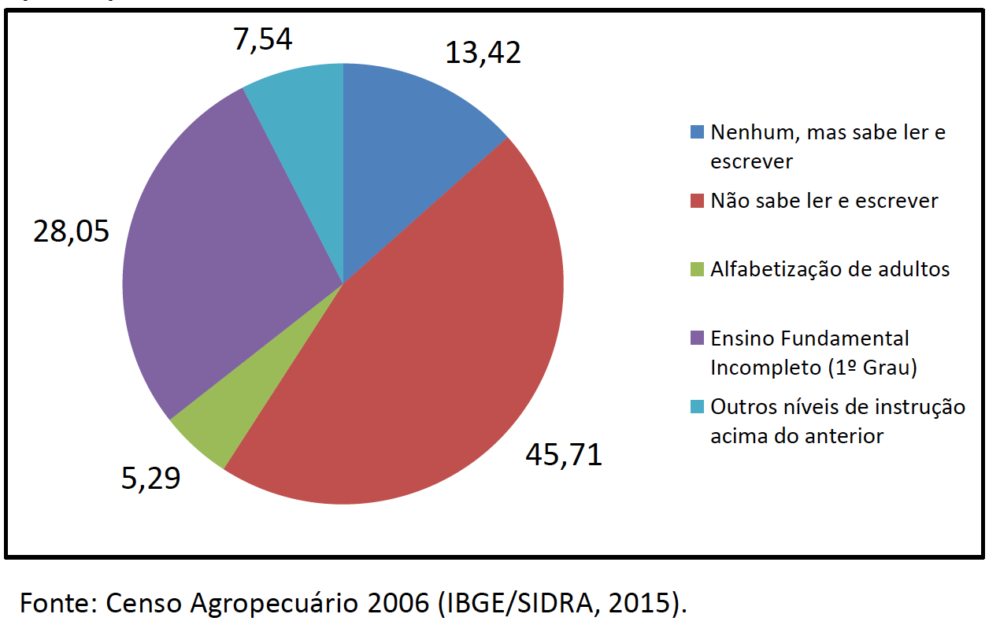 7,54
13,42
28,05
5,29
45,71
Nenhum, mas sabe ler e
escrever
Não sabe ler e escrever
Alfabetização de adultos
Ensino Fundamental
Incompleto (1º Grau)
Outros níveis de instrução
acima do anterior
Fonte: Censo Agropecuário 2006 (IBGE/SIDRA, 2015).